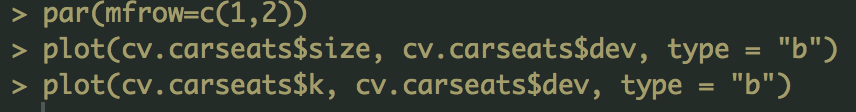 > par(mfrow=c(1,2))
> plot(cv.carseats$size, cv.carseats$dev, type = "b")
> plot(cv.carseats$k, cv.carseats$dev, type = "b")